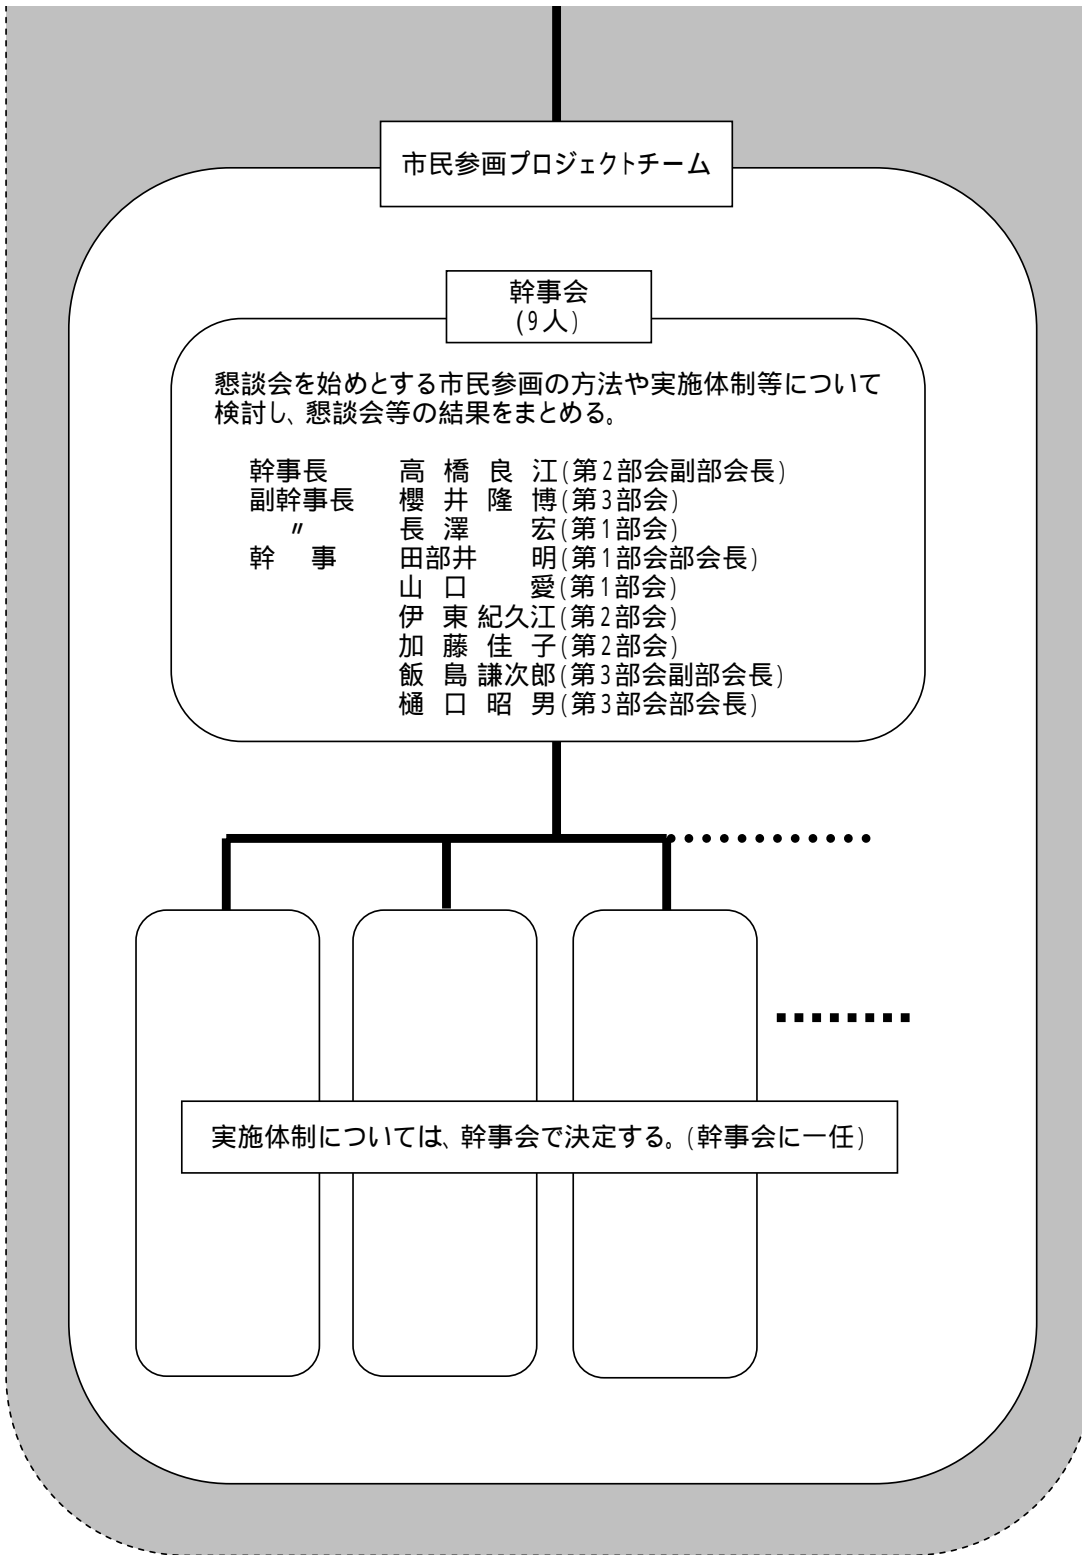 市民参画プロジェクトチーム
幹事会
(9人)
懇談会を始めとする市民参画の方法や実施体制等について
検討し、懇談会等の結果をまとめる。
幹事長 高橋良江(第2部会副部会長)
副幹事長 櫻井隆博(第3部会)
〃 長澤 宏(第1部会)
幹事 田部井 明(第1部会部会長)
山口 愛(第1部会)
伊東紀久江(第2部会)
加藤佳子(第2部会)
飯島謙次郎(第3部会副部会長)
樋口昭男(第3部会部会長)
実施体制については、幹事会で決定する。(幹事会に一任)